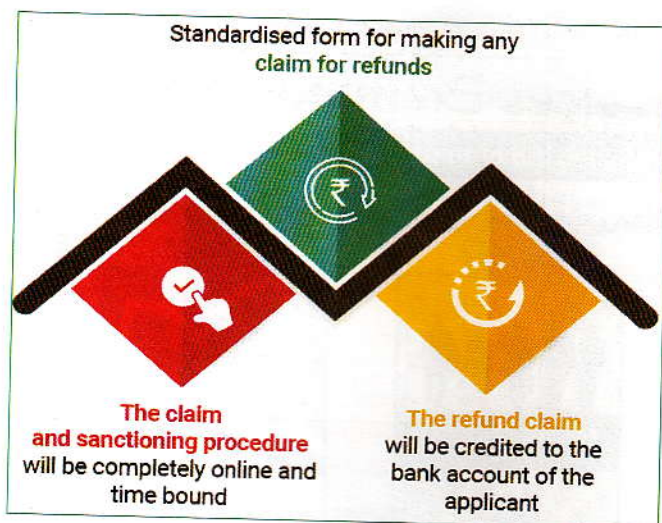 Standardised form for making any
claim for refunds
₹
₹
The claim
and sanctioning procedure
will be completely online and
time bound
The refund claim
will be credited to the
bank account of the
applicant